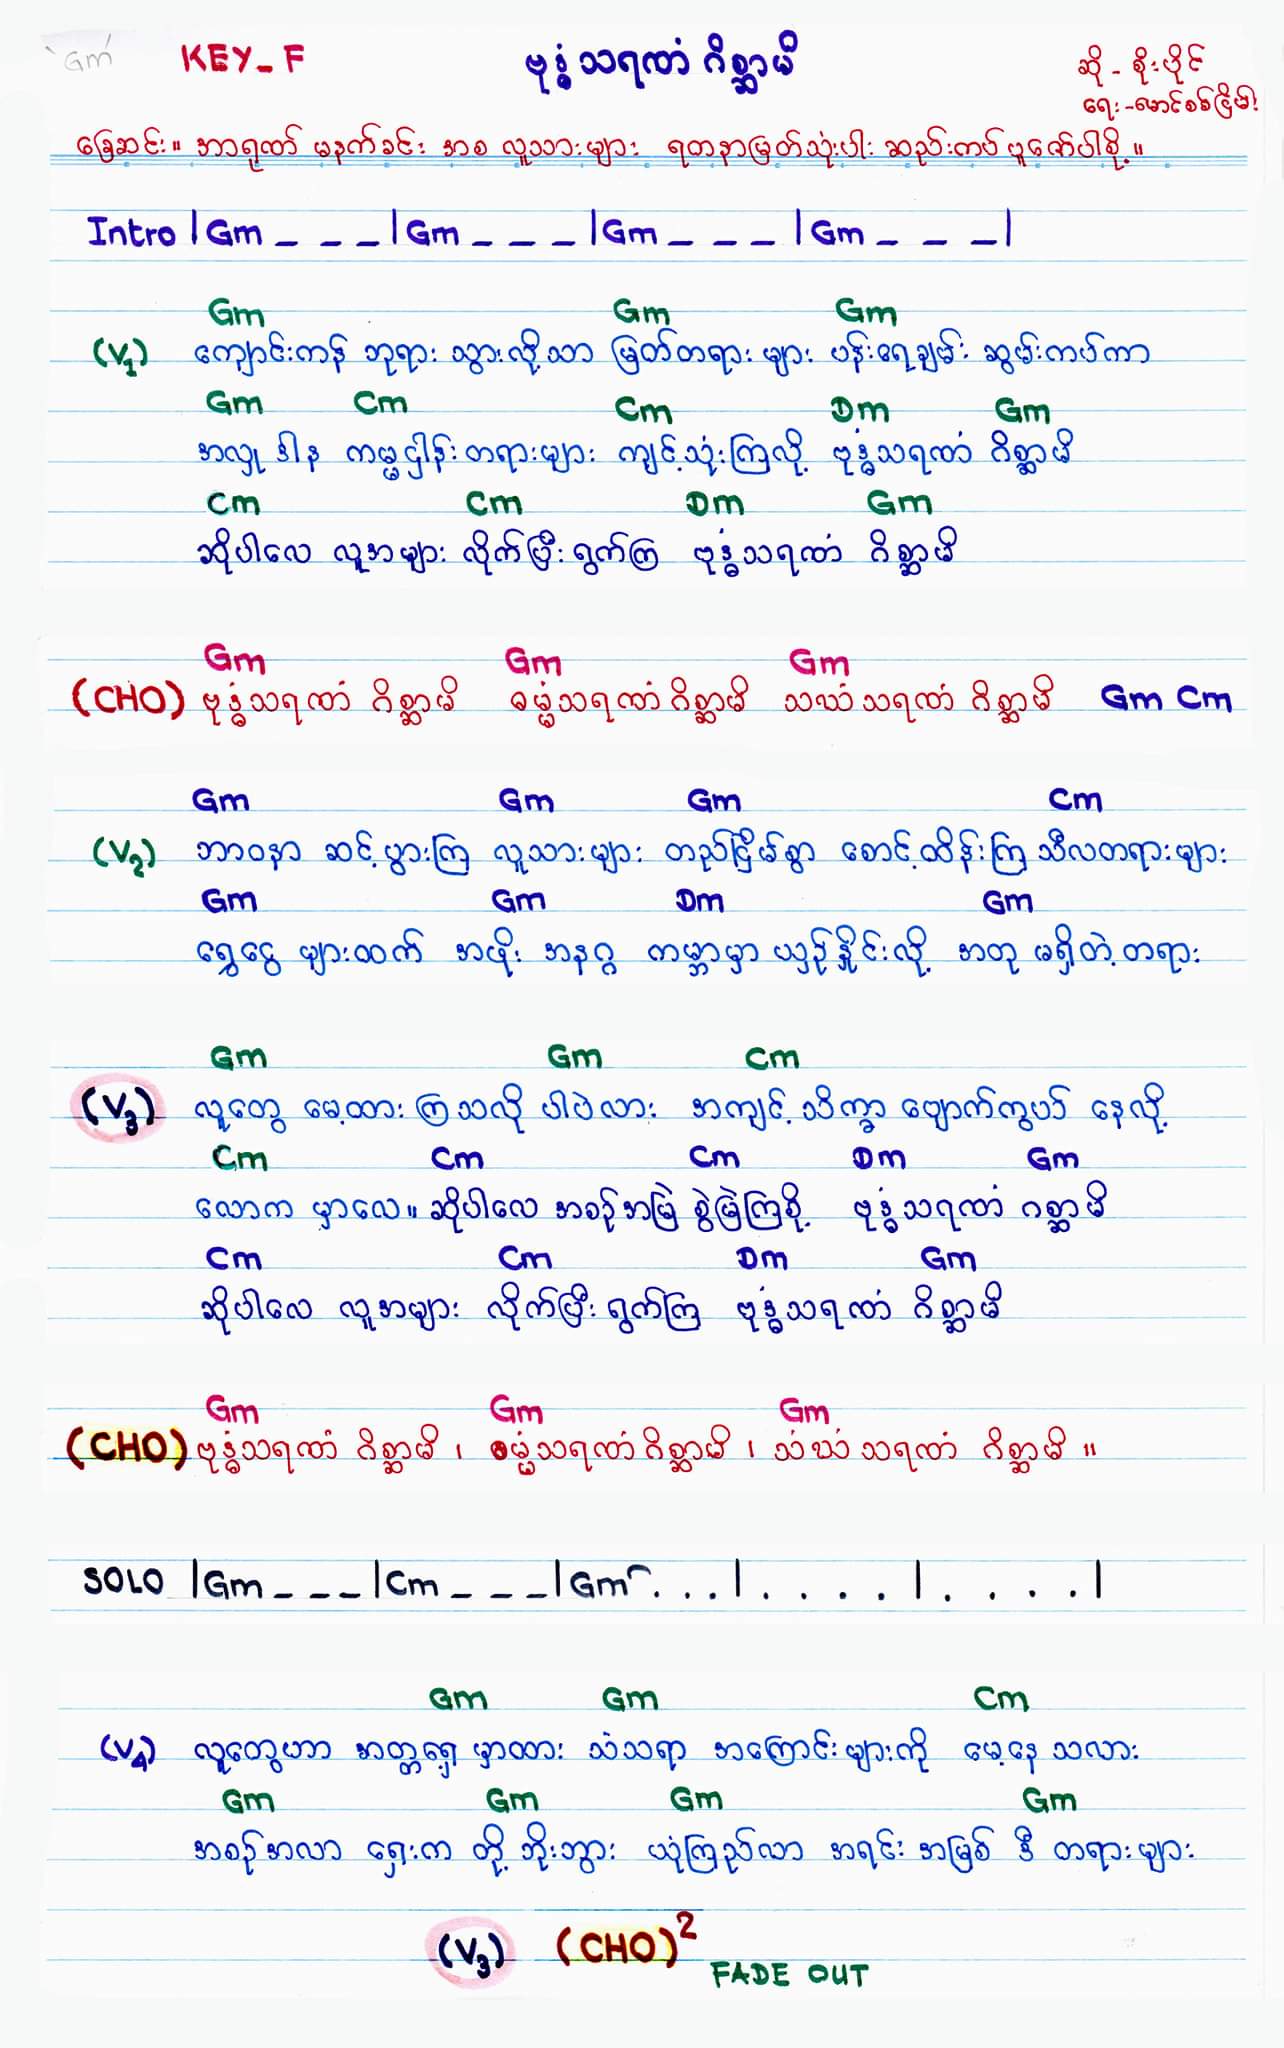 Gm KEY_F ဗုဒ္ဓံသရဏံ ဂိစ္ဆာမိ ဆို - စိုးပိုင်
ရေး - မောင်စစ်ငြိမ်း
ခြေဆင်း။ အာရုဏ် မနက်ခင်း အစ လူသားများ ရတနာမြတ်သုံးပါး ဆည်းကပ် ပူဇော်ပါစို့။
Intro |Gm _ _ _|Gm _ _ _|Gm _ _ _|Gm _ _ _|
Gm Gm Gm
(V1) ကျောင်းကန် ဘုရား သွားလို့သာ မြတ်တရား များ ပန်းရေချမ်း ဆွမ်းကပ်ကာ
Gm Cm Cm Dm Gm
အလှု ဒါန ကမ္မဌါန်းတရားများ ကျင့်သုံးကြလို့ ဗုဒ္ဓံသရဏံ ဂိစ္ဆာမိ
Cm Cm Dm Gm
ဆိုပါလေ လူအများ လိုက်ပြီးရွက်ကြ ဗုဒ္ဓံသရဏံ ဂိစ္ဆာမိ
Gm Gm Gm
(CHO) ဗုဒ္ဓံသရဏံ ဂိစ္ဆာမိ ဓမ္မံသရဏံဂိစ္ဆာမိ သဃံသရဏံ ဂိစ္ဆာမိ Gm Cm
Gm Gm Gm Cm
(V2) ဘာဝနာ ဆင့်ပွားကြ လူသားများ တည်ငြိမ်စွာ စောင့်ထိန်းကြ သီလတရားများ
Gm Gm Dm Gm
ရွှေငွေ များထက် အဖိုး အနဂ္ဂ ကမ္ဘာမှာ ယှဉ်နှိုင်းလို့ အတု မရှိတဲ့တရား
Gm Gm Cm
(V3) လူတွေ မေ့ထား ကြသလို ပါပဲလား အကျင့် သိက္ခာ ပျောက်ကွယ် နေလို့
Cm Cm Cm Dm Gm
လောက မှာလေ။ ဆိုပါလေ အစဉ်အမြဲ စွဲမြဲကြစို့ ဗုဒ္ဓံသရဏံ ဂစ္ဆာမိ
Cm Cm Dm Gm
ဆိုပါလေ လူအများ လိုက်ပြီးရွက်ကြ ဗုဒ္ဓံသရဏံ ဂိစ္ဆာမိ
Gm Gm Gm
(CHO) ဗုဒ္ဓံသရဏံ ဂိစ္ဆာမိ ၊ ဓမ္မံသရဏံဂိစ္ဆာမိ ၊ သံဃံသရဏံ ဂိစ္ဆာမိ ။
SOLO |Gm _ _ _|Cm _ _ _|Gm . . .|. . . .|. . . .|
Gm Gm Cm
(V4) လူတွေဟာ အတ္တရှေ့ မှာထား သံသရာ အကြောင်းများကို မေ့နေ သလား
Gm Gm Gm Gm
အစဉ်အလာ ရှေးက တို့ဘိုးဘွား ယုံကြည်လာ အရင်း အမြစ် ဒီ တရားများ
(V3) (CHO)2
FADE OUT